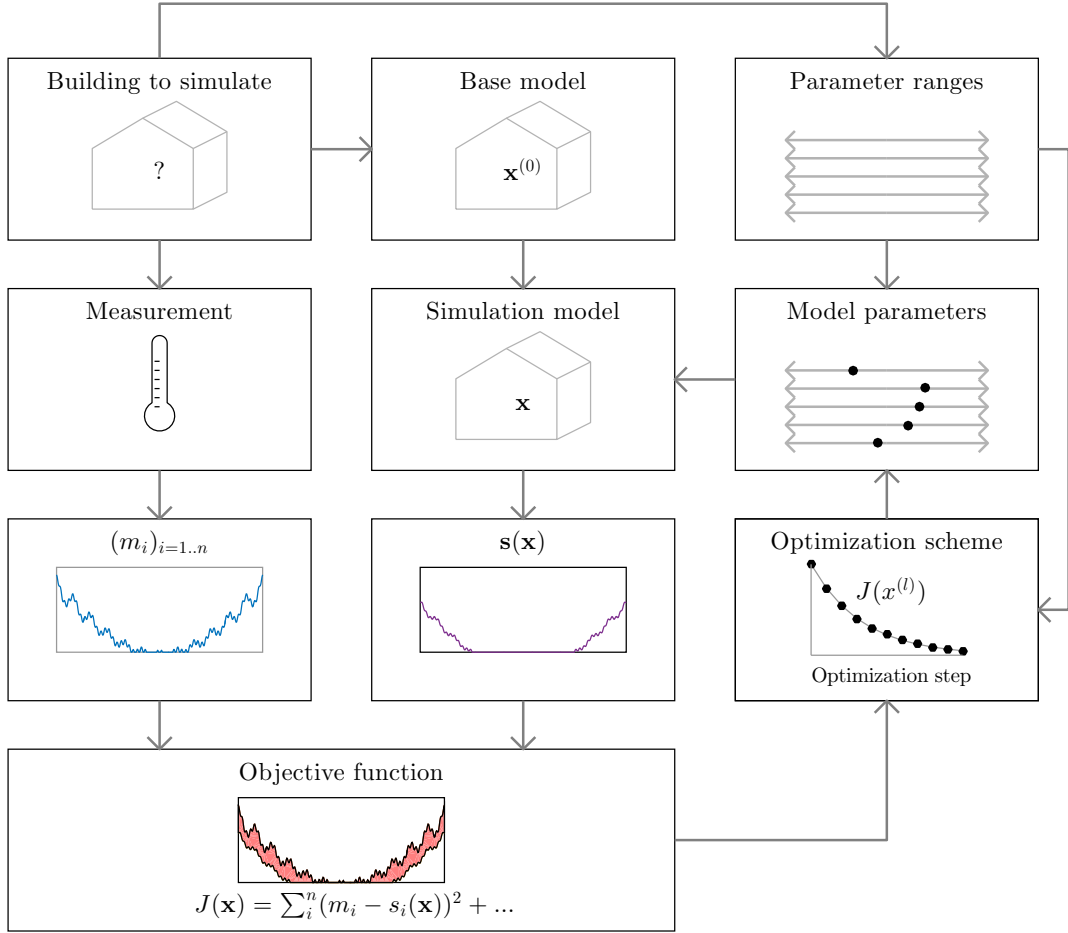 Building to simulate
?
Base model
x^(0)
Parameter ranges
Measurement
Simulation model
x
Model parameters
(m_i)_{i=1..n}
s(x)
Optimization scheme
J(x^(l))
Optimization step
Objective function
J(x) = ∑_i^n (m_i − s_i(x))^2 + ...